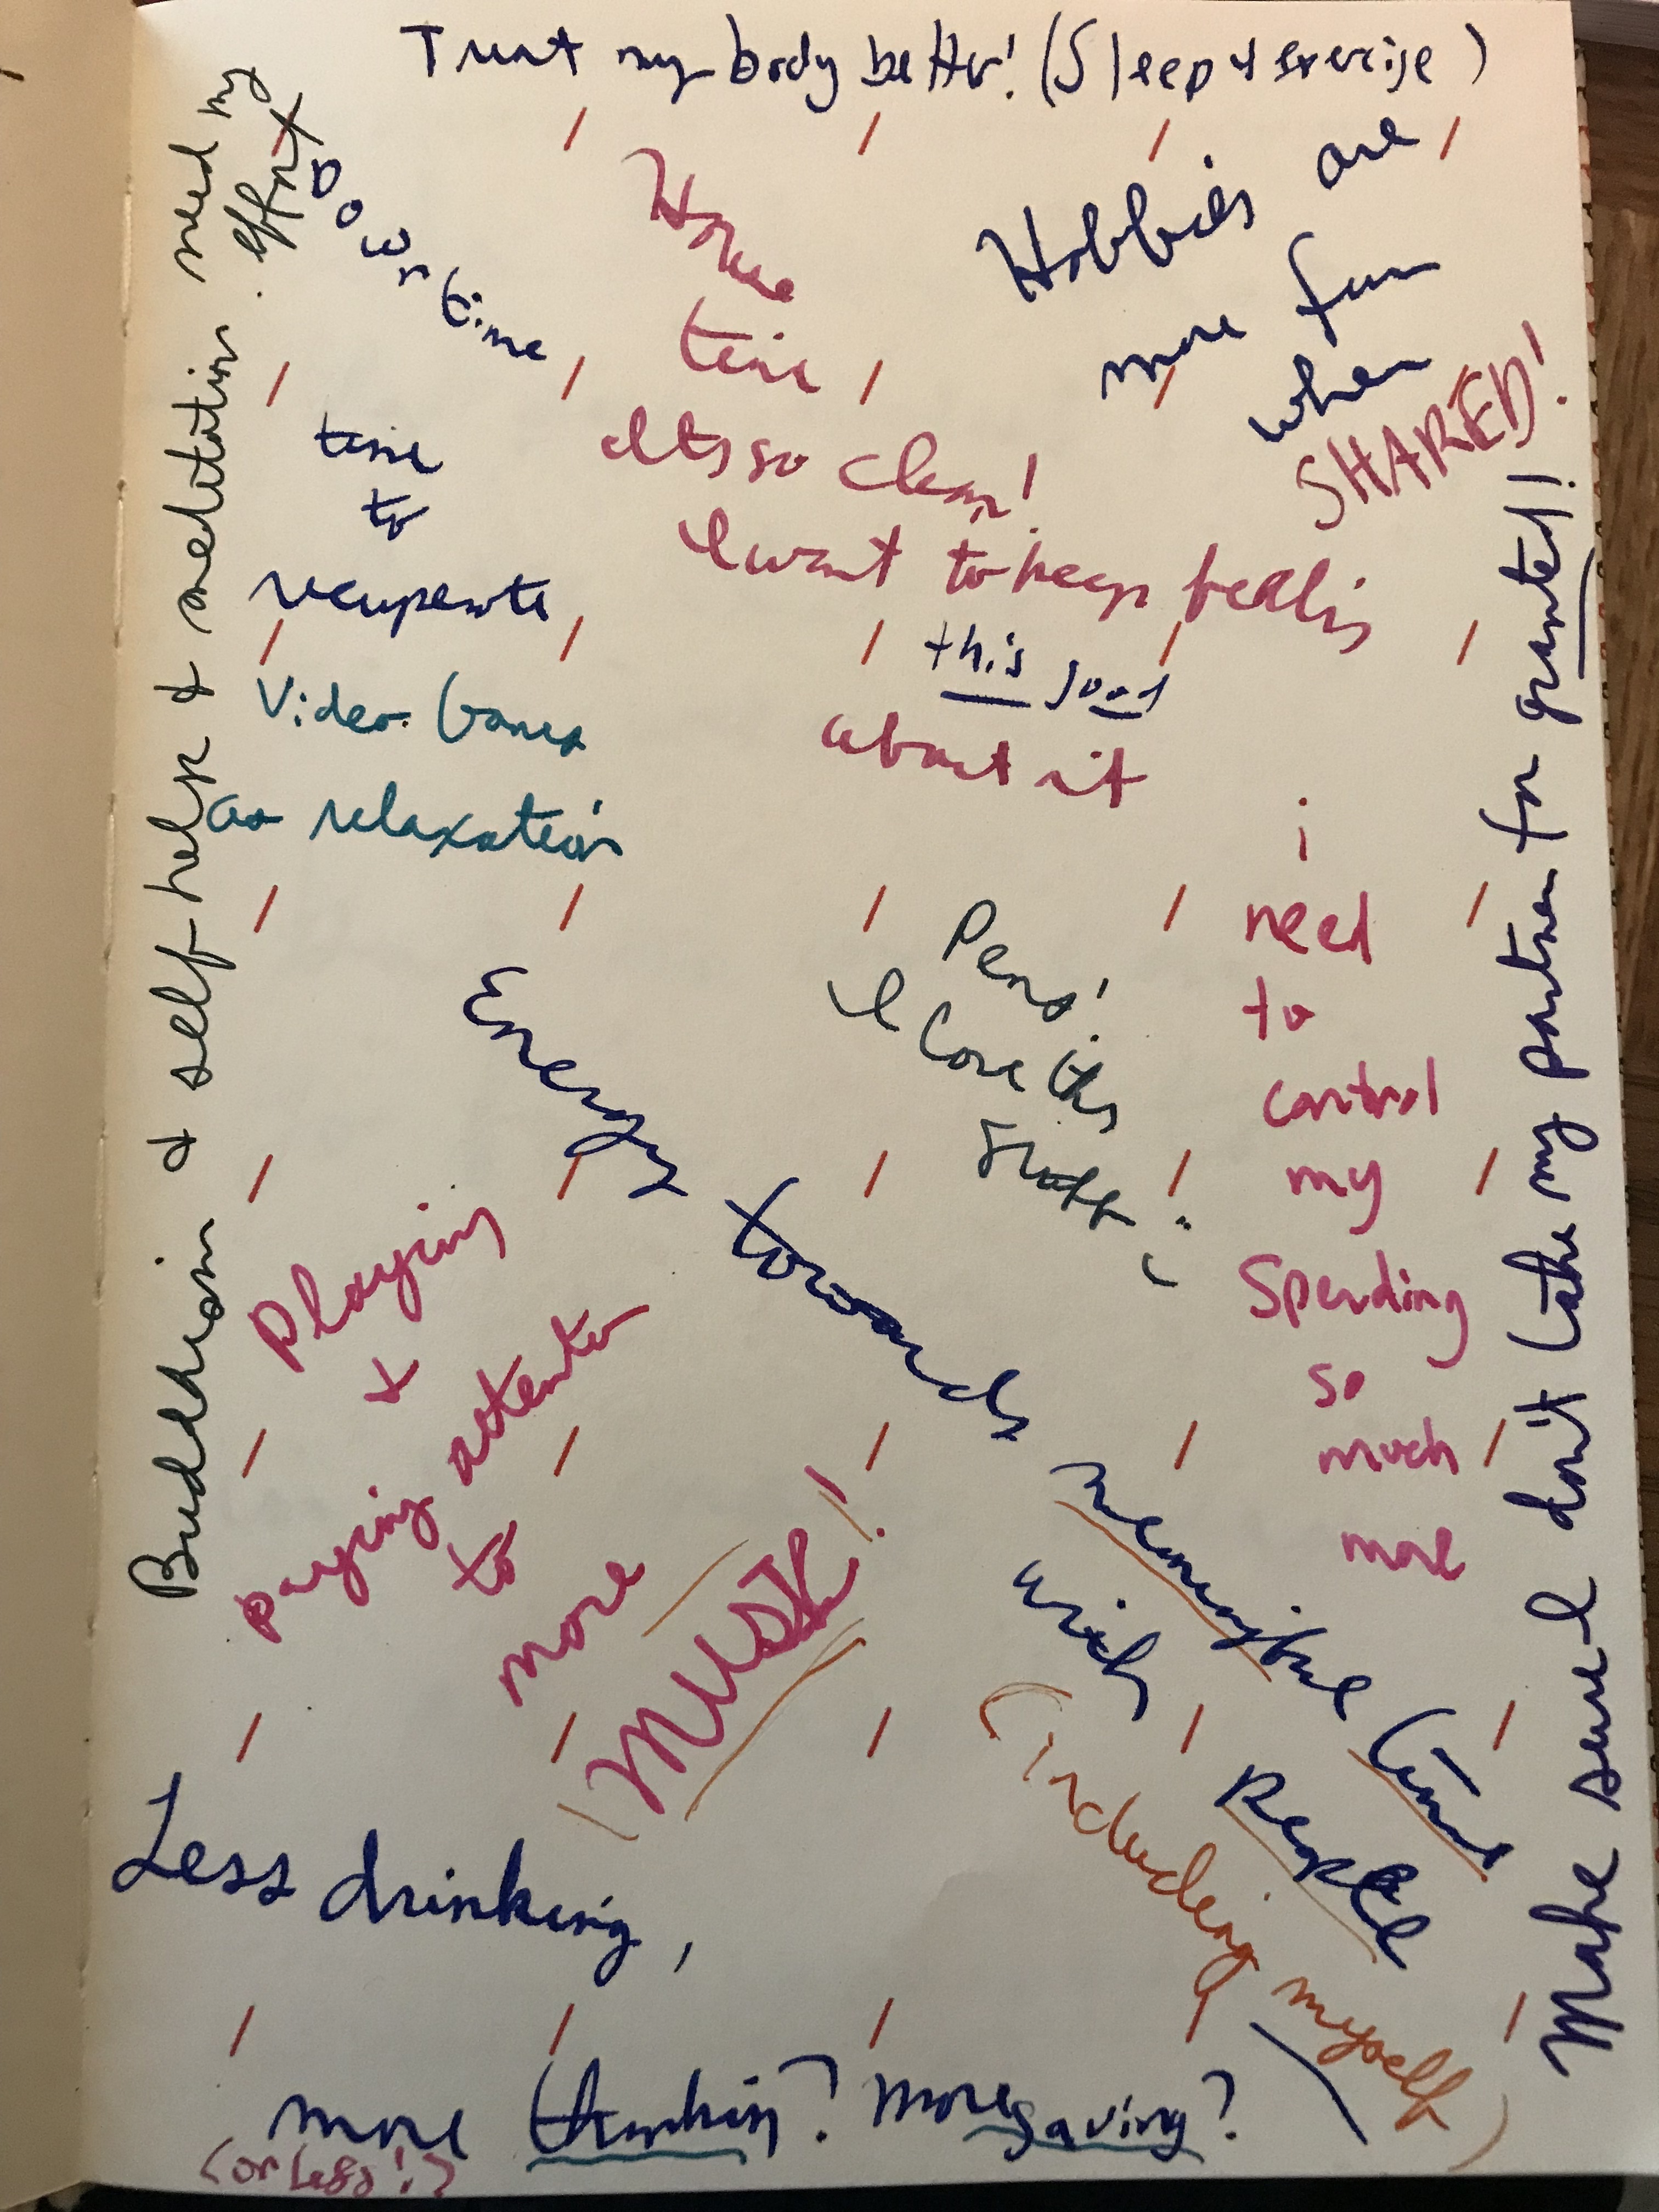 Treat my body better! (Sleep & exercise)
Downtime
time
to
recuperate
Home
time
It's so clean!
I want to keep feeling
this good
about it
Hobbies are
more fun
when
SHARED!
Video Games
as relaxation
Pens!
I love this
stuff :)
i
need
to
control
my
spending
so
much
more
Energy towards meaningful time
with people
(including myself)
Playing
&
paying attention
to
more
MUSIC!
Less drinking,
more thinking? More saving?
(or less!?)
Buddhism & self-help & meditation need my
effort
Make sure I don't take my partner for granted!